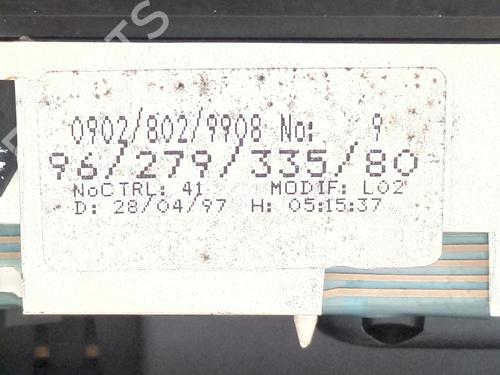 0902/802/9908 No: 9
96/279/335/80
NoCTRL: 41 MODIF: L02
D: 28/04/97 H: 05:15:37